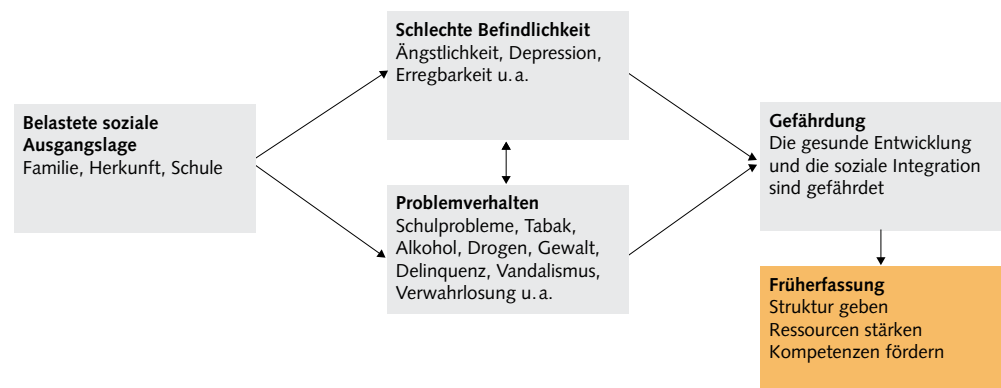 Belastete soziale
Ausgangslage
Familie, Herkunft, Schule
Schlechte Befindlichkeit
Ängstlichkeit, Depression,
Erregbarkeit u. a.
Problemverhalten
Schulprobleme, Tabak,
Alkohol, Drogen, Gewalt,
Delinquenz, Vandalismus,
Verwahrlosung u. a.
Gefährdung
Die gesunde Entwicklung
und die soziale Integration
sind gefährdet
Früherfassung
Struktur geben
Ressourcen stärken
Kompetenzen fördern